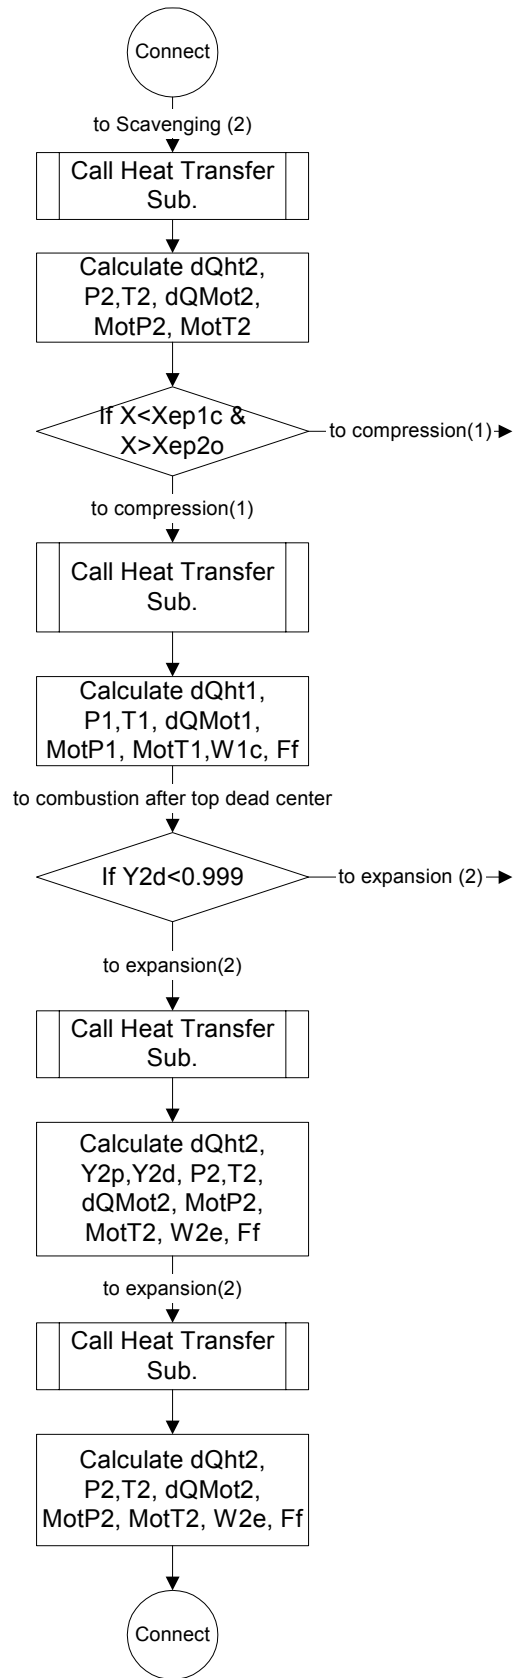 Connect
to Scavenging (2)
Call Heat Transfer
Sub.
Calculate dQht2,
P2,T2, dQMot2,
MotP2, MotT2
If X<Xep1c &
X>Xep2o
to compression(1)
to compression(1)
Call Heat Transfer
Sub.
Calculate dQht1,
P1,T1, dQMot1,
MotP1, MotT1,W1c, Ff
to combustion after top dead center
If Y2d<0.999
to expansion (2)
to expansion(2)
Call Heat Transfer
Sub.
Calculate dQht2,
Y2p,Y2d, P2,T2,
dQMot2, MotP2,
MotT2, W2e, Ff
to expansion(2)
Call Heat Transfer
Sub.
Calculate dQht2,
P2,T2, dQMot2,
MotP2, MotT2, W2e, Ff
Connect